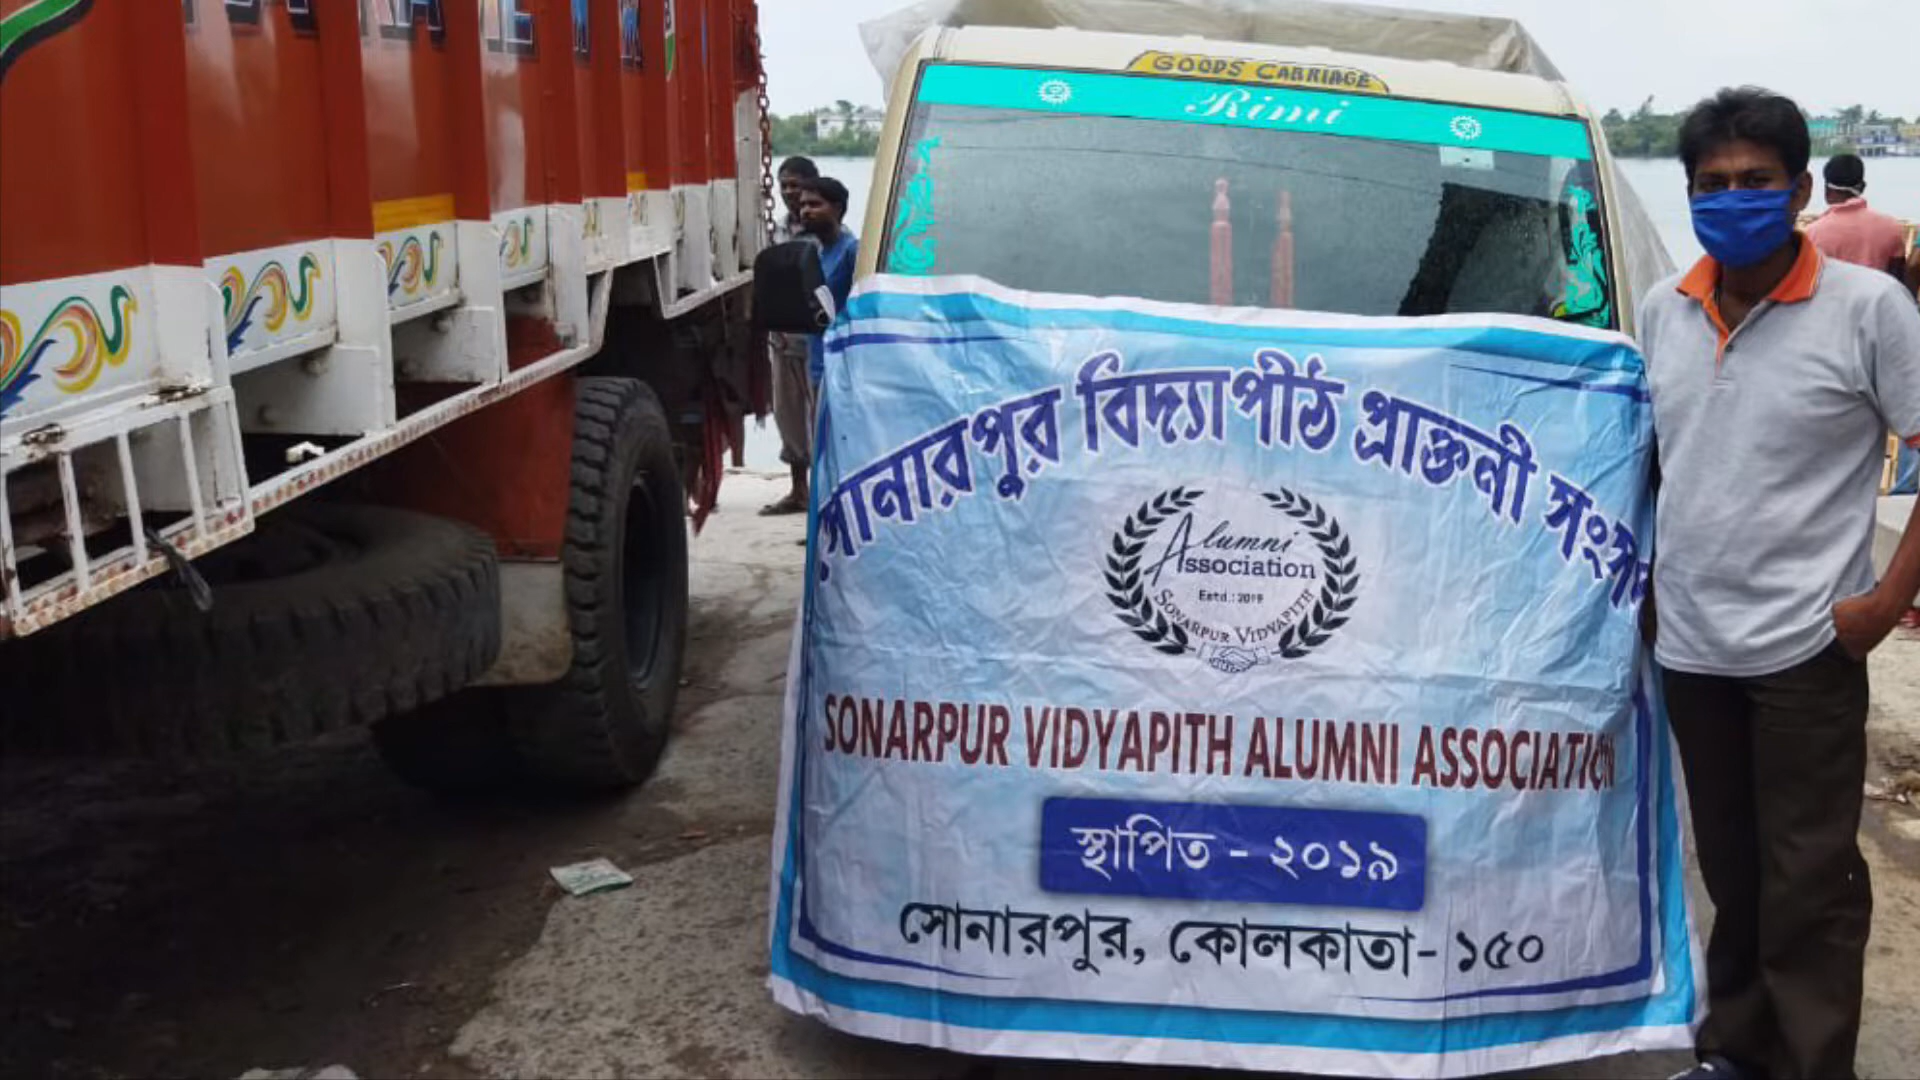 GOODS CARRIAGE
Rimi
সোনারপুর বিদ্যাপীঠ প্রাক্তনী
Alumni
Association
Estd.: 2019
SONARPUR VIDYAPITH
SONARPUR VIDYAPITH ALUMNI ASSOCIATION
স্থাপিত - ২০১৯
সোনারপুর, কোলকাতা- ১৫০